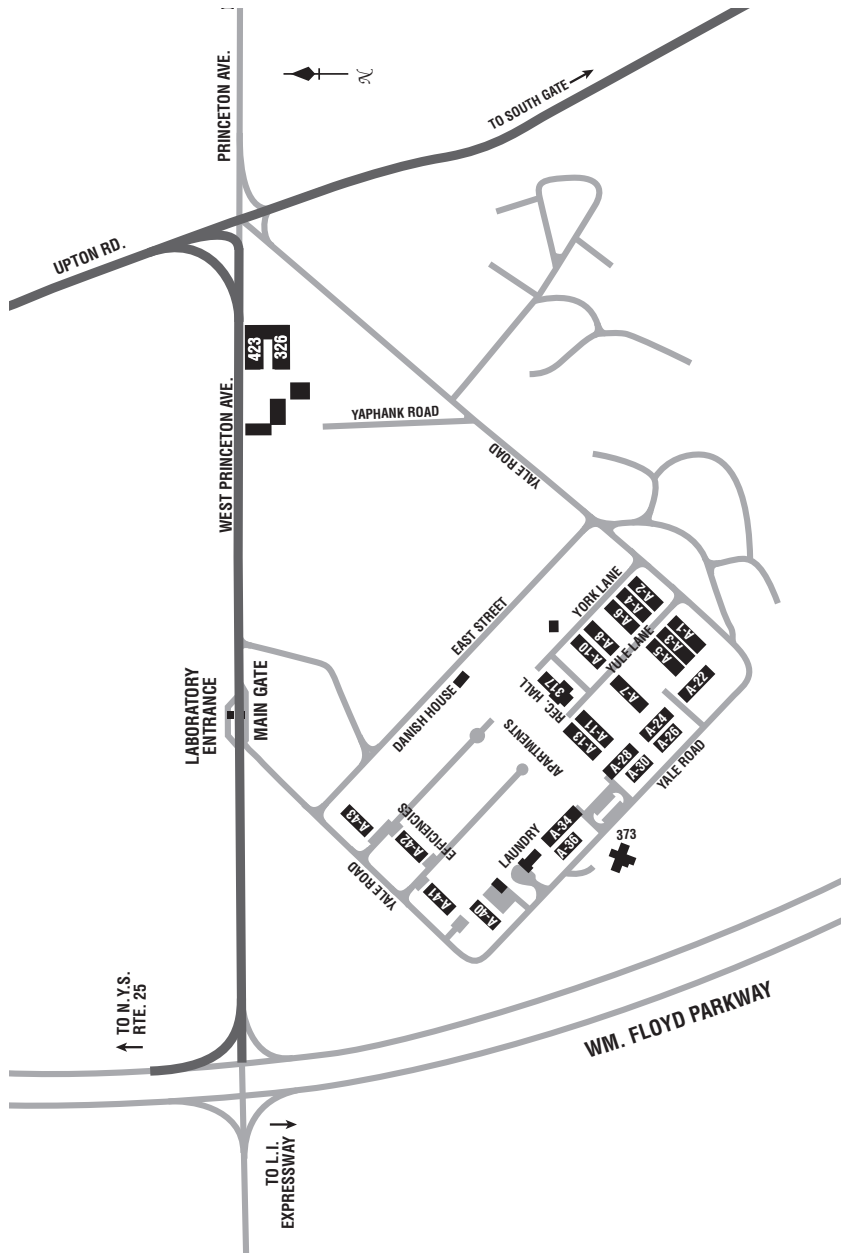 PRINCETON AVE.
N
TO SOUTH GATE
UPTON RD.
423
326
WEST PRINCETON AVE.
YAPHANK ROAD
YALE ROAD
EAST STREET
YORK LANE
A-2
A-4
A-6
A-8
A-10
YULE LANE
A-1
A-3
A-5
A-7
A-22
REC. HALL
317
A-11
A-13
A-24
A-26
A-28
A-30
YALE ROAD
DANISH HOUSE
APARTMENTS
LABORATORY
ENTRANCE
MAIN GATE
A-43
A-42
EFFICIENCIES
A-41
YALE ROAD
LAUNDRY
A-34
A-36
A-40
373
WM. FLOYD PARKWAY
TO N.Y.S.
RTE. 25
TO L.I.
EXPRESSWAY